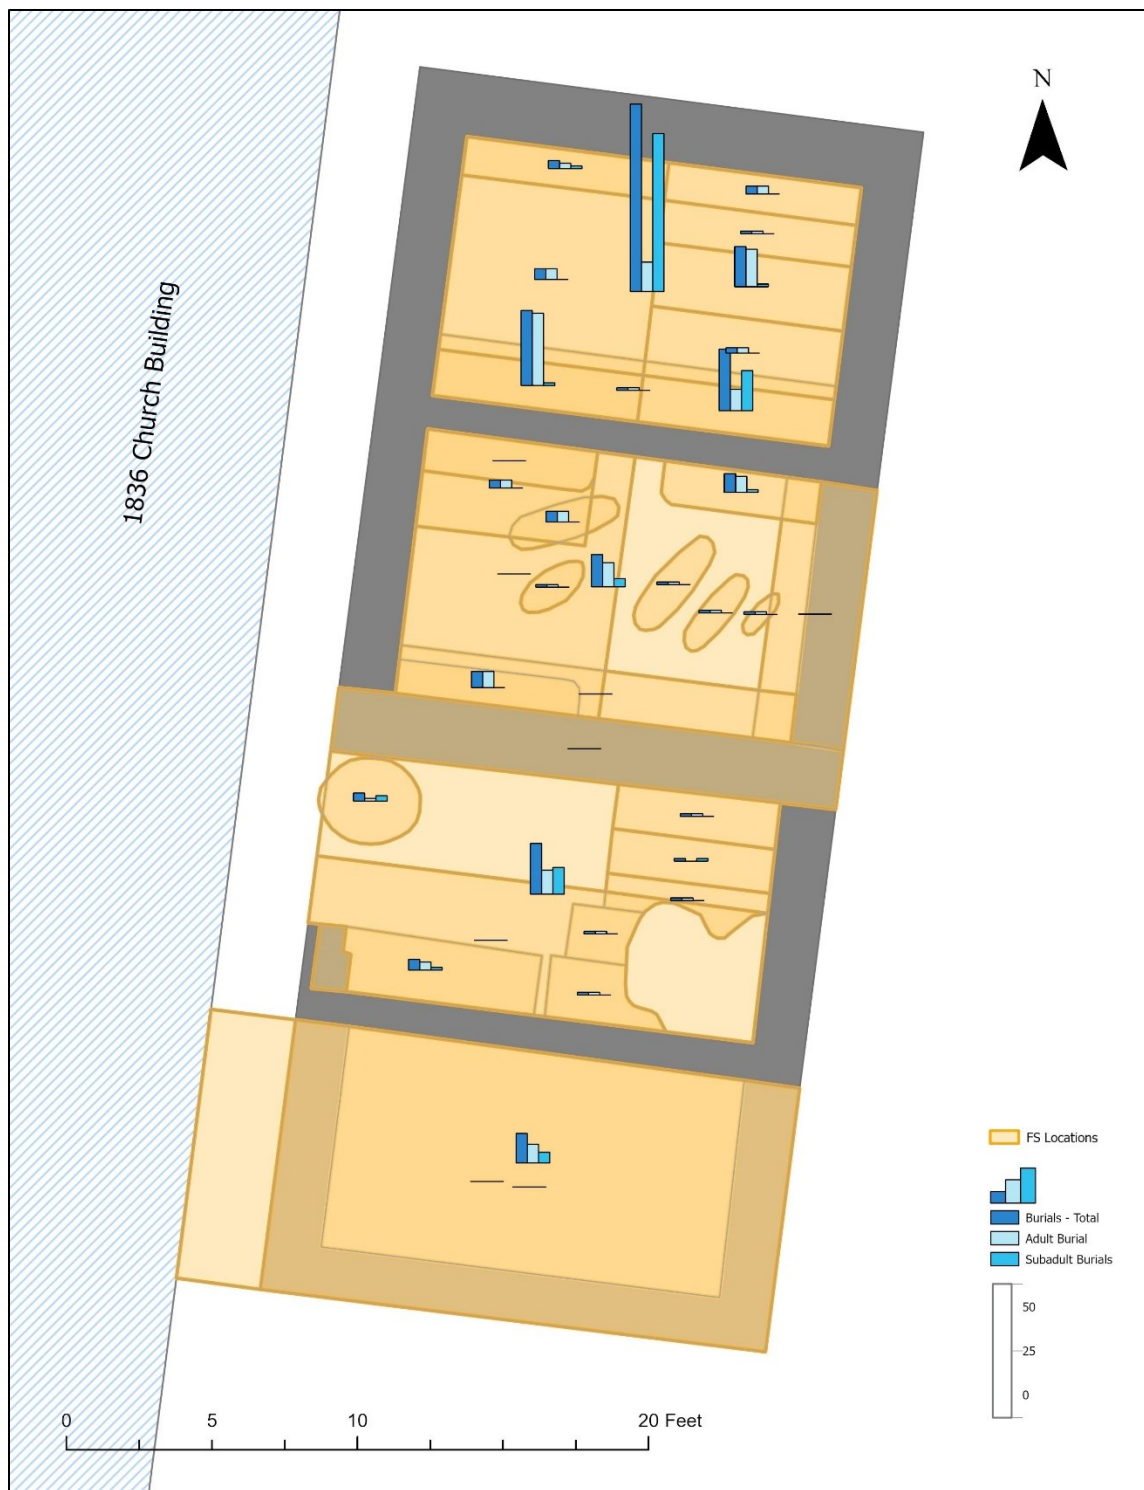 N
1836 Church Building
FS Locations
Burials - Total
Adult Burial
Subadult Burials
50
25
0
0 5 10 20 Feet